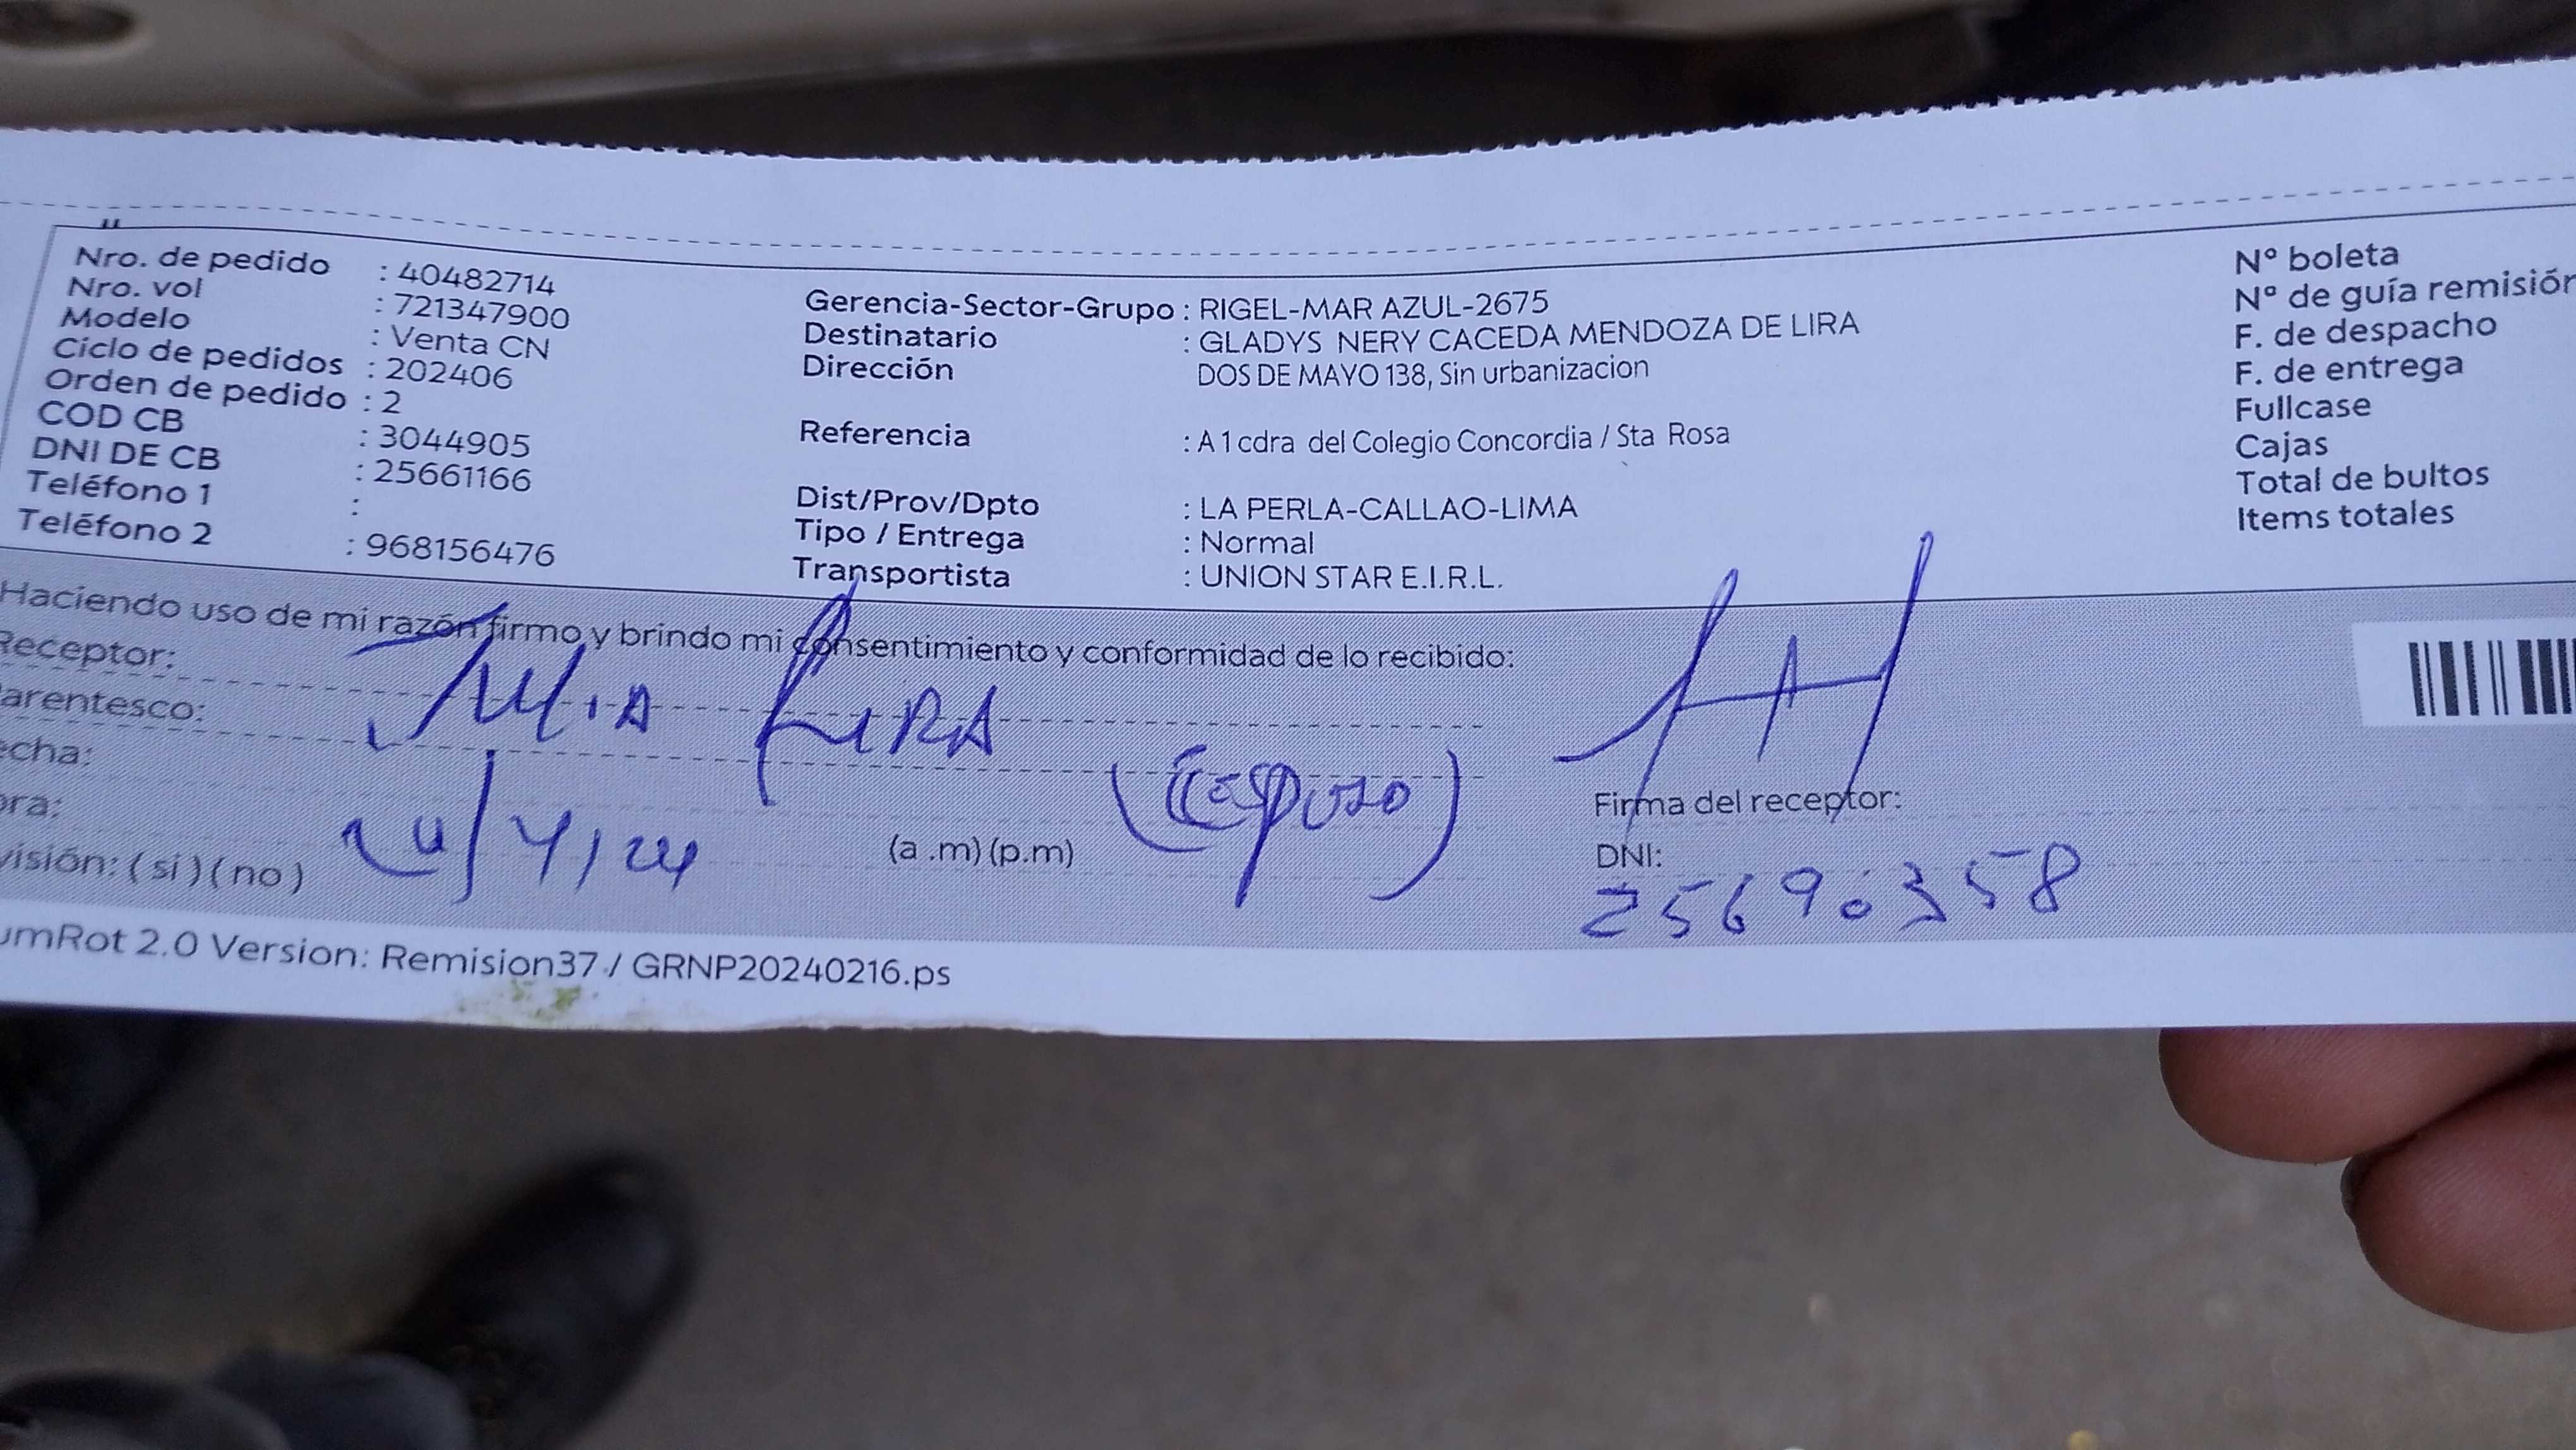 Nro. de pedido : 40482714
Nro. vol : 721347900
Modelo : Venta CN
Ciclo de pedidos : 202406
Orden de pedido : 2
COD CB : 3044905
DNI DE CB : 25661166
Teléfono 1 :
Teléfono 2 : 968156476
Gerencia-Sector-Grupo : RIGEL-MAR AZUL-2675
Destinatario : GLADYS NERY CACEDA MENDOZA DE LIRA
Dirección DOS DE MAYO 138, Sin urbanizacion
Referencia : A 1 cdra del Colegio Concordia / Sta Rosa
Dist/Prov/Dpto : LA PERLA-CALLAO-LIMA
Tipo / Entrega : Normal
Transportista : UNION STAR E.I.R.L.
Nº boleta
Nº de guía remisión
F. de despacho
F. de entrega
Fullcase
Cajas
Total de bultos
Items totales
Haciendo uso de mi razón firmo y brindo mi consentimiento y conformidad de lo recibido:
Receptor:
arentesco: LIRA
echa: (Esposo)
ora: /4/24 (a .m) (p.m)
visión: ( si ) ( no )
Firma del receptor:
DNI:
25690358
umRot 2.0 Version: Remision37 / GRNP20240216.ps